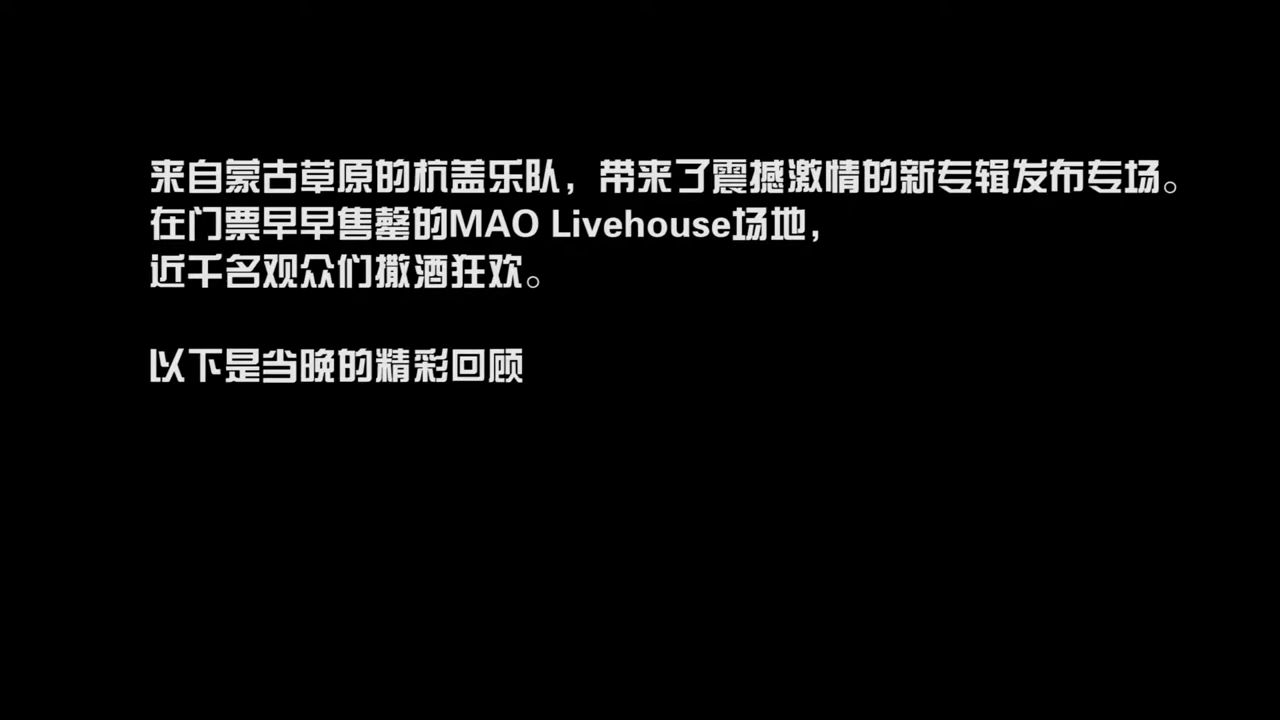 来自蒙古草原的杭盖乐队，带来了震撼激情的新专辑发布专场。
在门票早早售罄的MAO Livehouse场地，
近千名观众们撒酒狂欢。
以下是当晚的精彩回顾